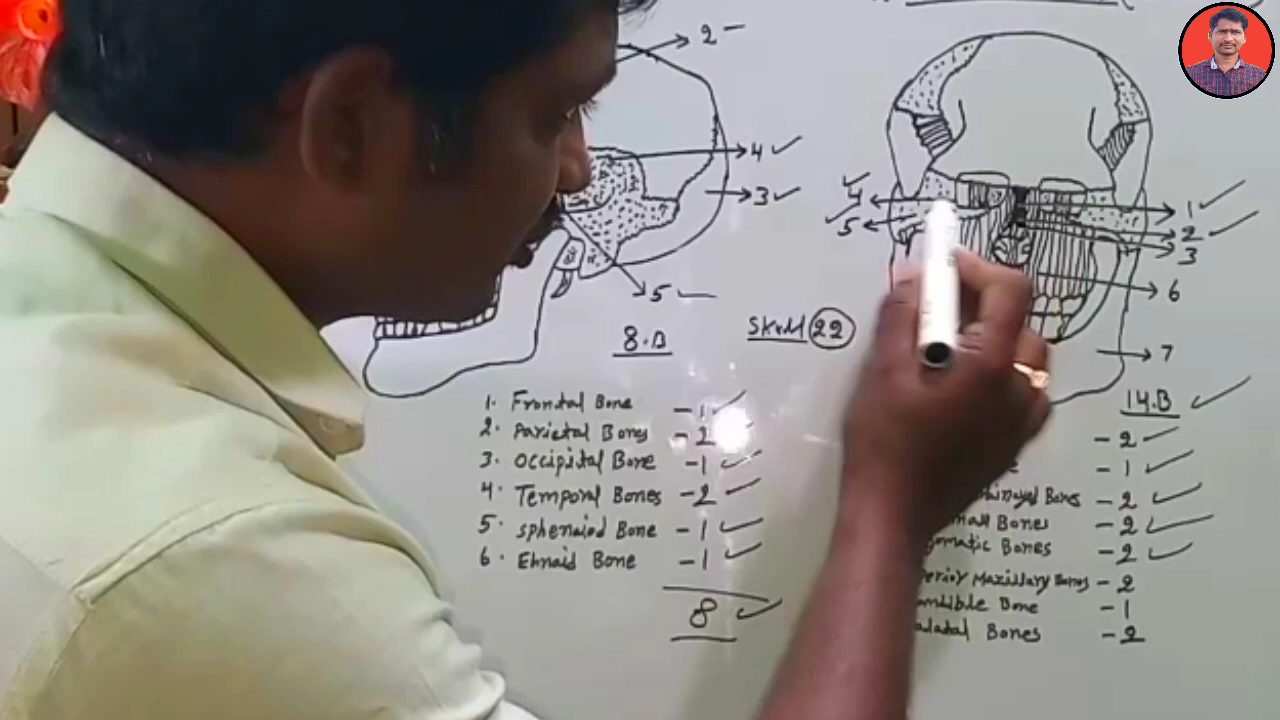 2 -
4 ✓
3 ✓
5 -
8.B
1. Frontal Bone - 1 ✓
2. Parietal Bones - 2
3. Occipital Bone - 1 ✓
4. Temporal Bones - 2 ✓
5. Sphenaiod Bone - 1 ✓
6. Ehnaid Bone - 1 ✓
8 ✓
Skull 22
4 ✓
5 ✓
1 ✓
2 ✓
3
6
7
14.B ✓
- 2 ✓
- 1 ✓
Bones - 2 ✓
Bones - 2 ✓
Bones - 2 ✓
Maxillary Bones - 2
Bone - 1
Bones - 2